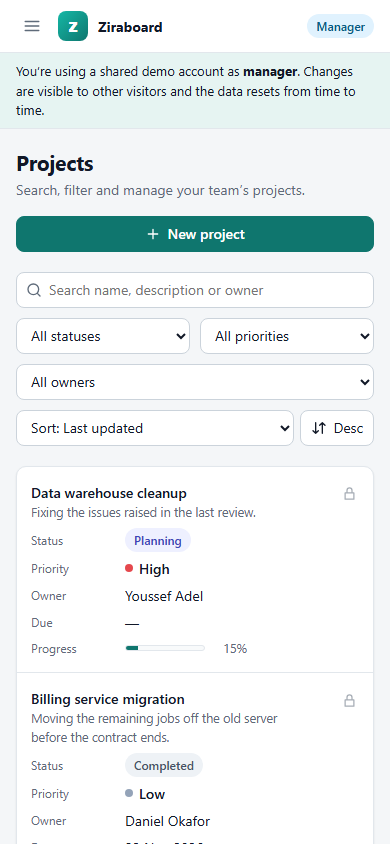 Z
Ziraboard
Manager
You're using a shared demo account as manager. Changes
are visible to other visitors and the data resets from time to
time.
Projects
Search, filter and manage your team's projects.
+ New project
Search name, description or owner
All statuses
All priorities
All owners
Sort: Last updated
Desc
Data warehouse cleanup
Fixing the issues raised in the last review.
Status Planning
Priority High
Owner Youssef Adel
Due —
Progress 15%
Billing service migration
Moving the remaining jobs off the old server
before the contract ends.
Status Completed
Priority Low
Owner Daniel Okafor